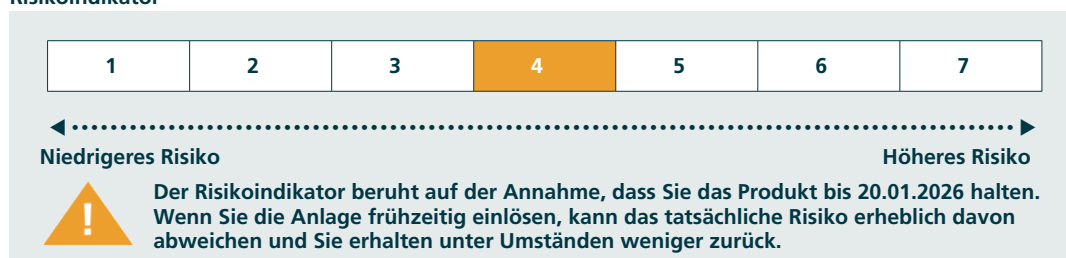 Risikoindikator
1 2 3 4 5 6 7
Niedrigeres Risiko Höheres Risiko
! Der Risikoindikator beruht auf der Annahme, dass Sie das Produkt bis 20.01.2026 halten.
Wenn Sie die Anlage frühzeitig einlösen, kann das tatsächliche Risiko erheblich davon
abweichen und Sie erhalten unter Umständen weniger zurück.